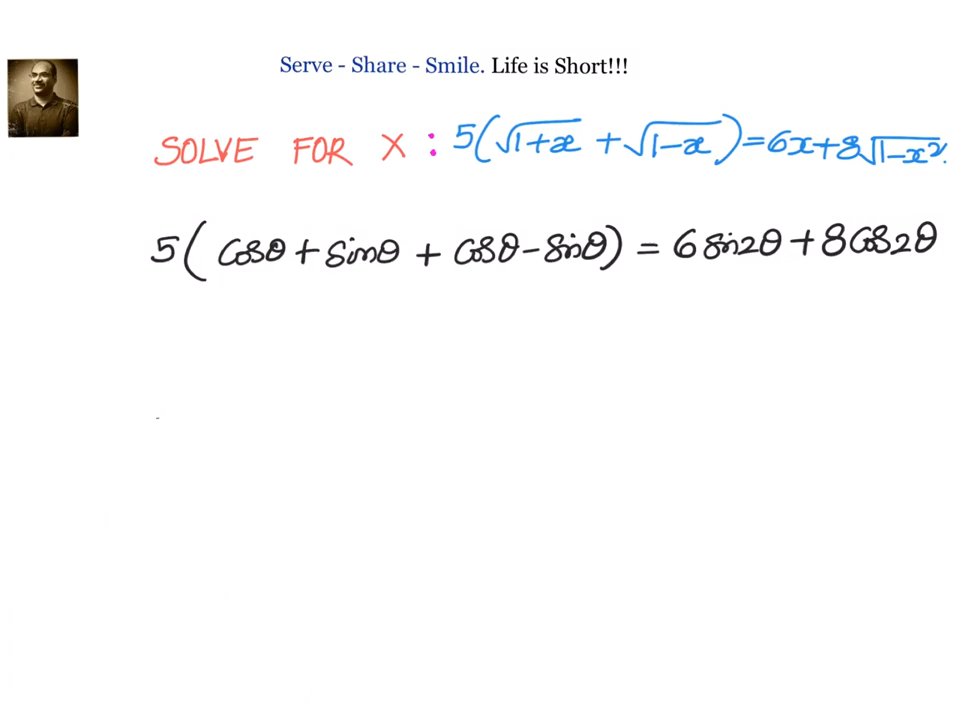 Serve - Share - Smile. Life is Short!!!
SOLVE FOR X : 5(√1+x + √1-x) = 6x + 8√1-x².
5( cosθ + sinθ + cosθ - sinθ) = 6 sin2θ + 8 cos2θ